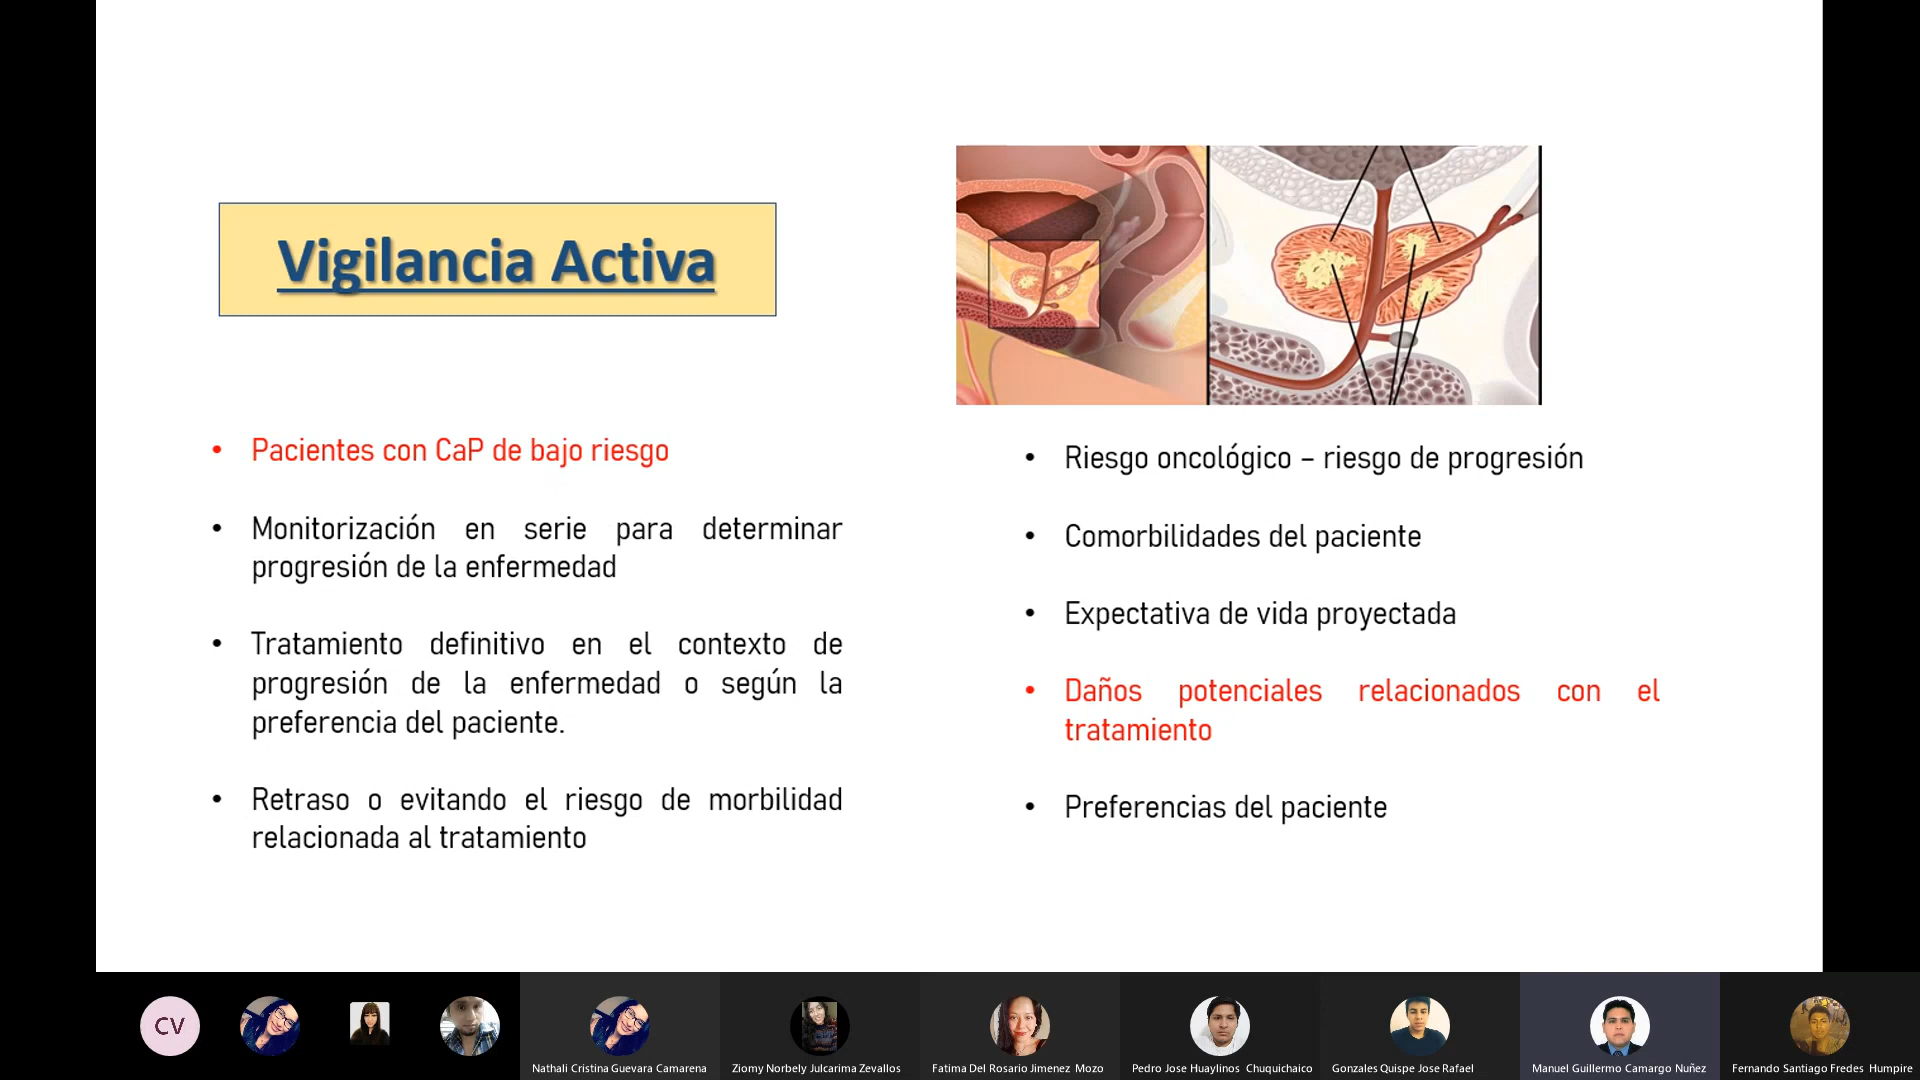 Vigilancia Activa
• Pacientes con CaP de bajo riesgo
• Monitorización en serie para determinar
progresión de la enfermedad
• Tratamiento definitivo en el contexto de
progresión de la enfermedad o según la
preferencia del paciente.
• Retraso o evitando el riesgo de morbilidad
relacionada al tratamiento
• Riesgo oncológico – riesgo de progresión
• Comorbilidades del paciente
• Expectativa de vida proyectada
• Daños potenciales relacionados con el
tratamiento
• Preferencias del paciente
CV
Nathali Cristina Guevara Camarena
Ziomy Norbely Julcarima Zevallos
Fatima Del Rosario Jimenez Mozo
Pedro Jose Huaylinos Chuquichaico
Gonzales Quispe Jose Rafael
Manuel Guillermo Camargo Nuñez
Fernando Santiago Fredes Humpire